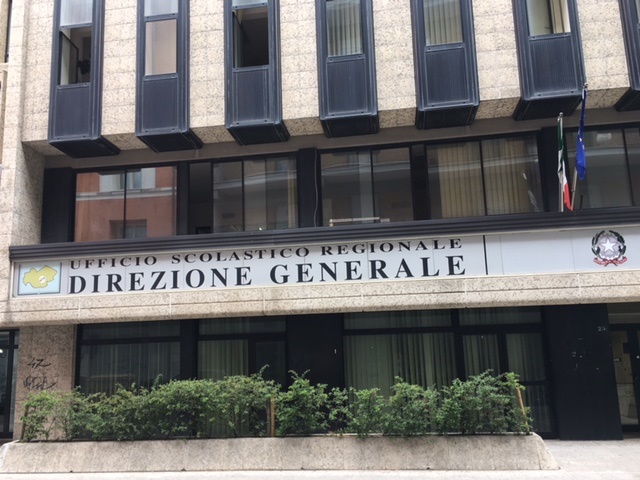 UFFICIO SCOLASTICO REGIONALE
DIREZIONE GENERALE